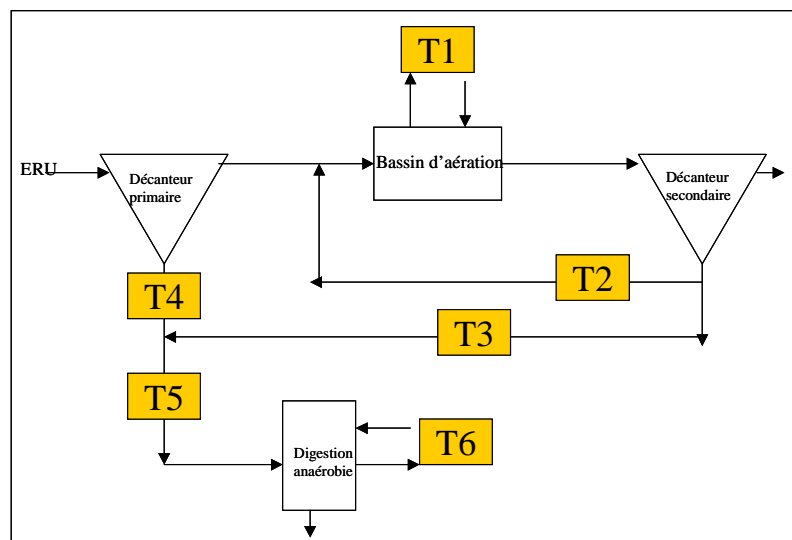 T1
ERU
Décanteur
primaire
Bassin d'aération
Décanteur
secondaire
T4
T2
T3
T5
T6
Digestion
anaérobie